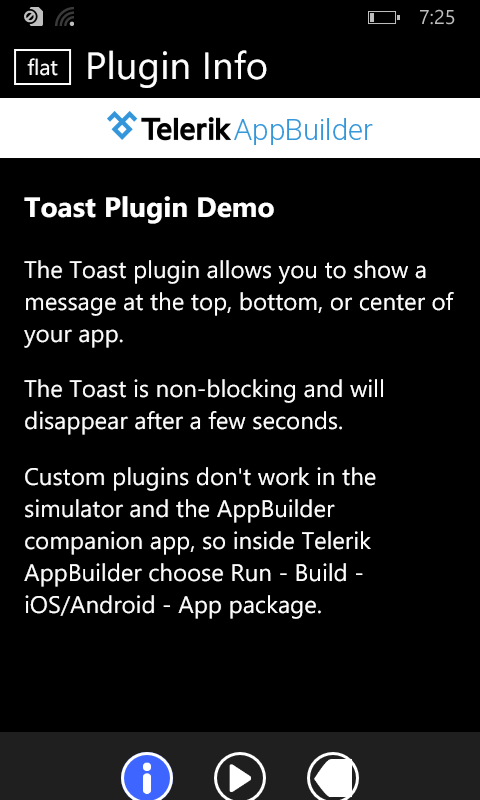 7:25
flat Plugin Info
Telerik AppBuilder
Toast Plugin Demo
The Toast plugin allows you to show a
message at the top, bottom, or center of
your app.
The Toast is non-blocking and will
disappear after a few seconds.
Custom plugins don't work in the
simulator and the AppBuilder
companion app, so inside Telerik
AppBuilder choose Run - Build -
iOS/Android - App package.